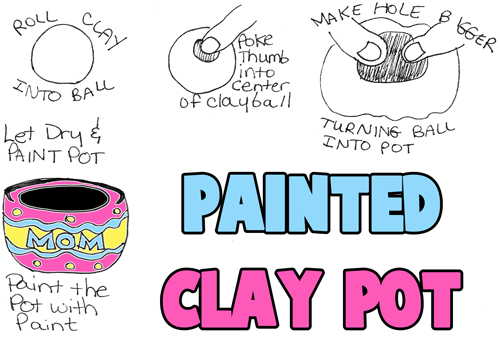 ROLL CLAY
INTO BALL
Poke
Thumb
into
center
of clayball
MAKE HOLE BIGGER
TURNING BALL
INTO POT
Let Dry &
PAINT POT
MOM
Paint the
Pot with
Paint
PAINTED
CLAY POT